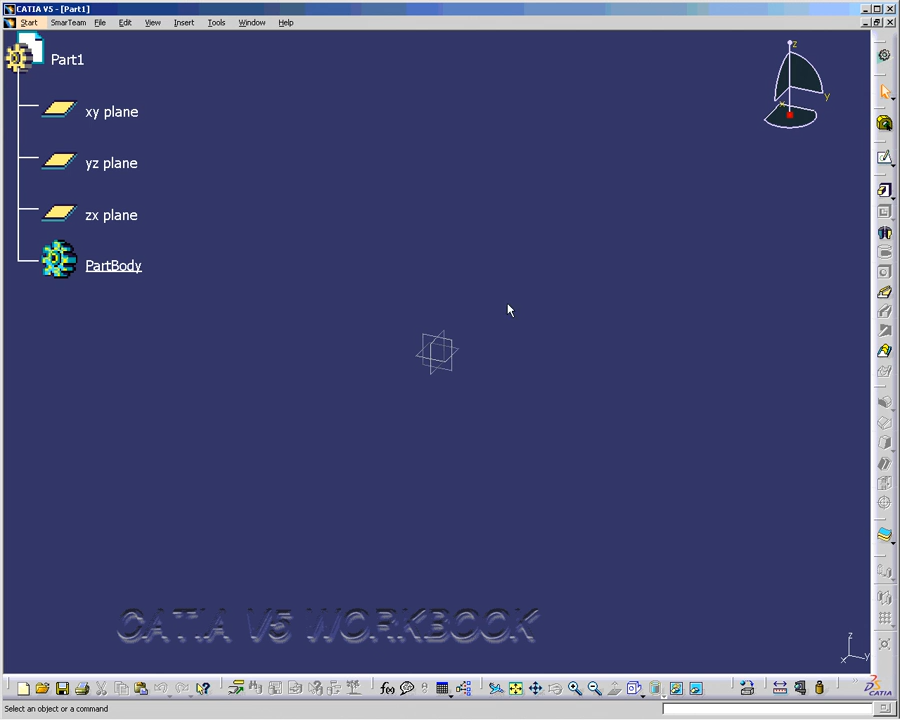 CATIA V5 - [Part1]
Start SmarTeam File Edit View Insert Tools Window Help
Part1
xy plane
yz plane
zx plane
PartBody
z
y
x
CATIA V5 WORKBOOK
z
x y
f(x)
CATIA
Select an object or a command